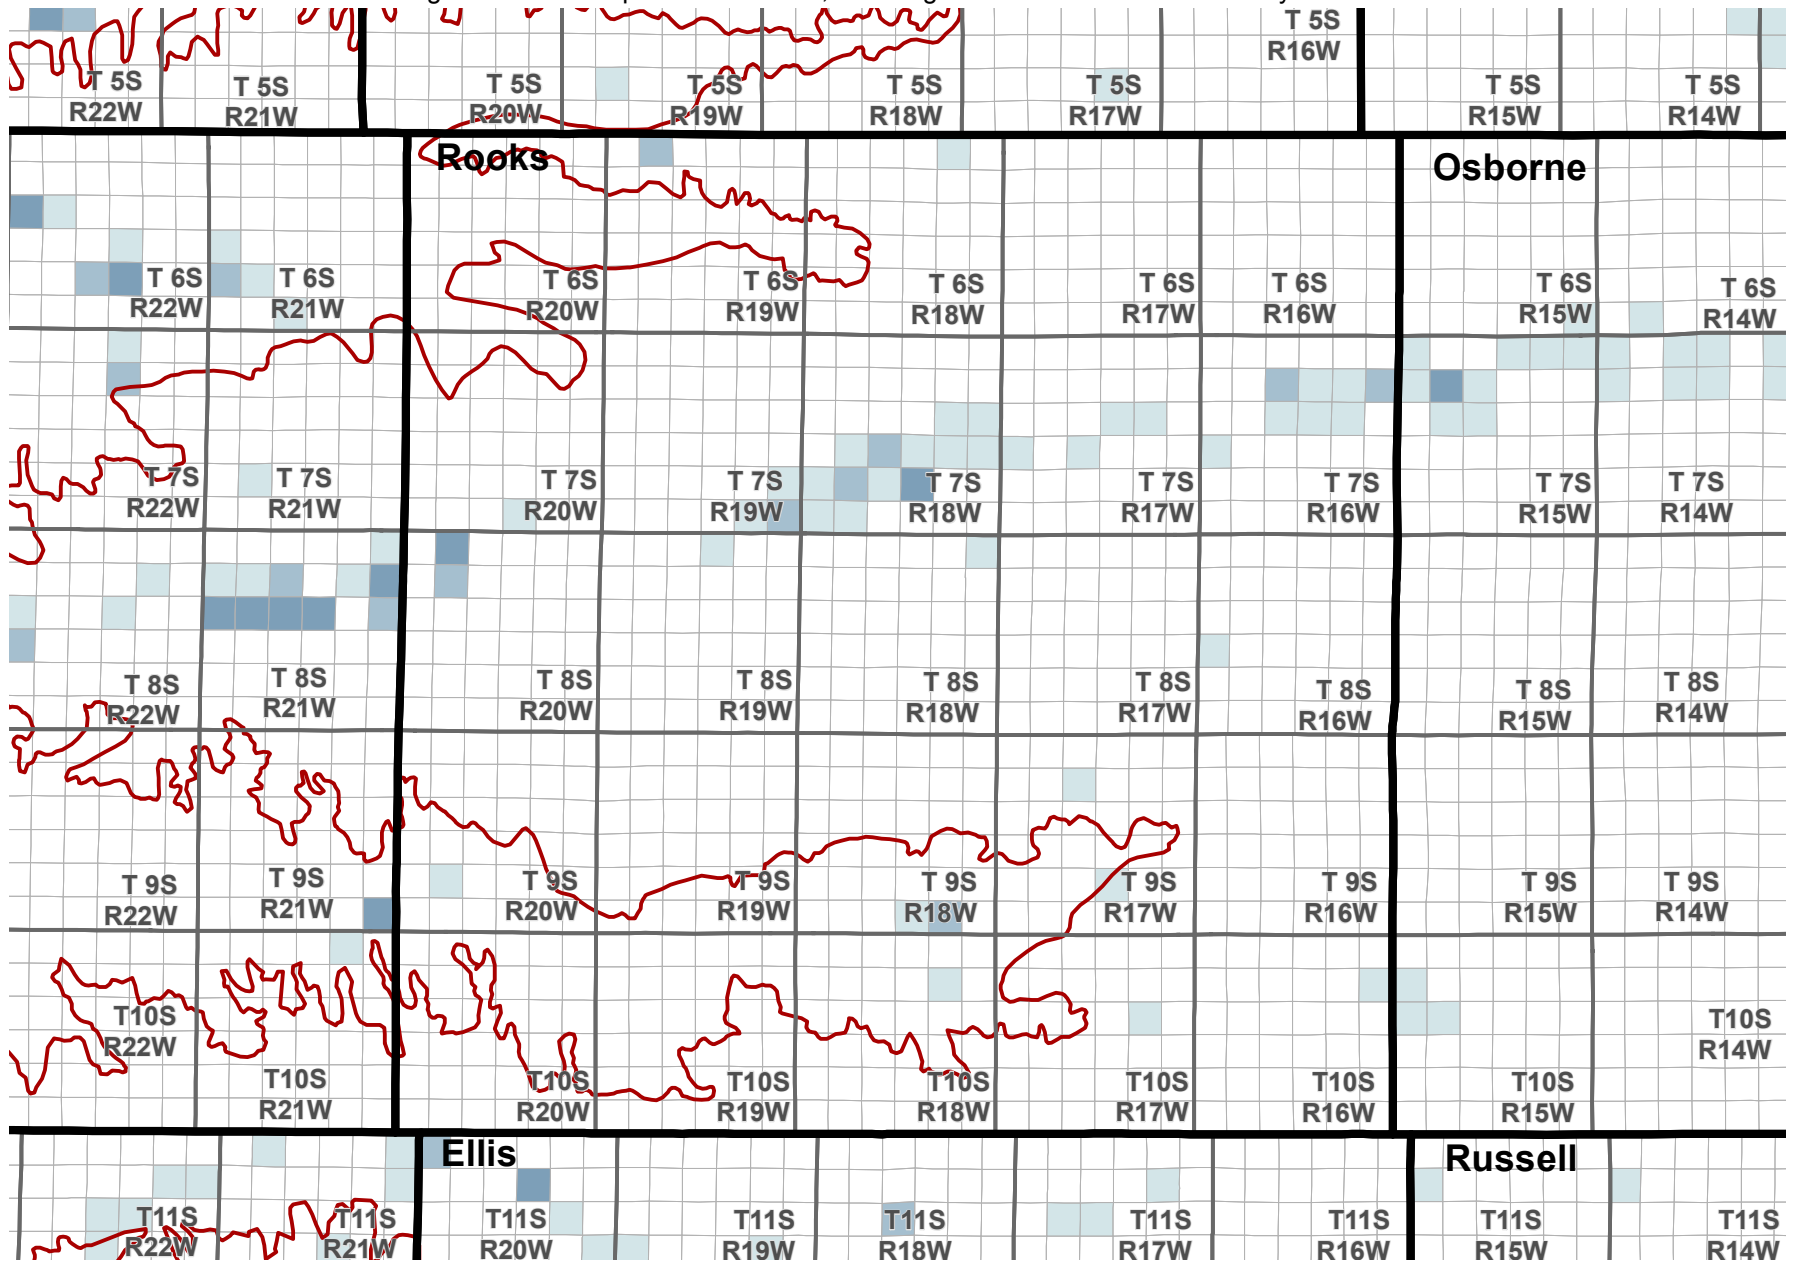 T 5S
R16W
T 5S
R22W
T 5S
R21W
T 5S
R20W
T 5S
R19W
T 5S
R18W
T 5S
R17W
T 5S
R15W
T 5S
R14W
Rooks
Osborne
T 6S
R22W
T 6S
R21W
T 6S
R20W
T 6S
R19W
T 6S
R18W
T 6S
R17W
T 6S
R16W
T 6S
R15W
T 6S
R14W
T 7S
R22W
T 7S
R21W
T 7S
R20W
T 7S
R19W
T 7S
R18W
T 7S
R17W
T 7S
R16W
T 7S
R15W
T 7S
R14W
T 8S
R22W
T 8S
R21W
T 8S
R20W
T 8S
R19W
T 8S
R18W
T 8S
R17W
T 8S
R16W
T 8S
R15W
T 8S
R14W
T 9S
R22W
T 9S
R21W
T 9S
R20W
T 9S
R19W
T 9S
R18W
T 9S
R17W
T 9S
R16W
T 9S
R15W
T 9S
R14W
T10S
R22W
T10S
R21W
T10S
R20W
T10S
R19W
T10S
R18W
T10S
R17W
T10S
R16W
T10S
R15W
T10S
R14W
Ellis
Russell
T11S
R22W
T11S
R21W
T11S
R20W
T11S
R19W
T11S
R18W
T11S
R17W
T11S
R16W
T11S
R15W
T11S
R14W